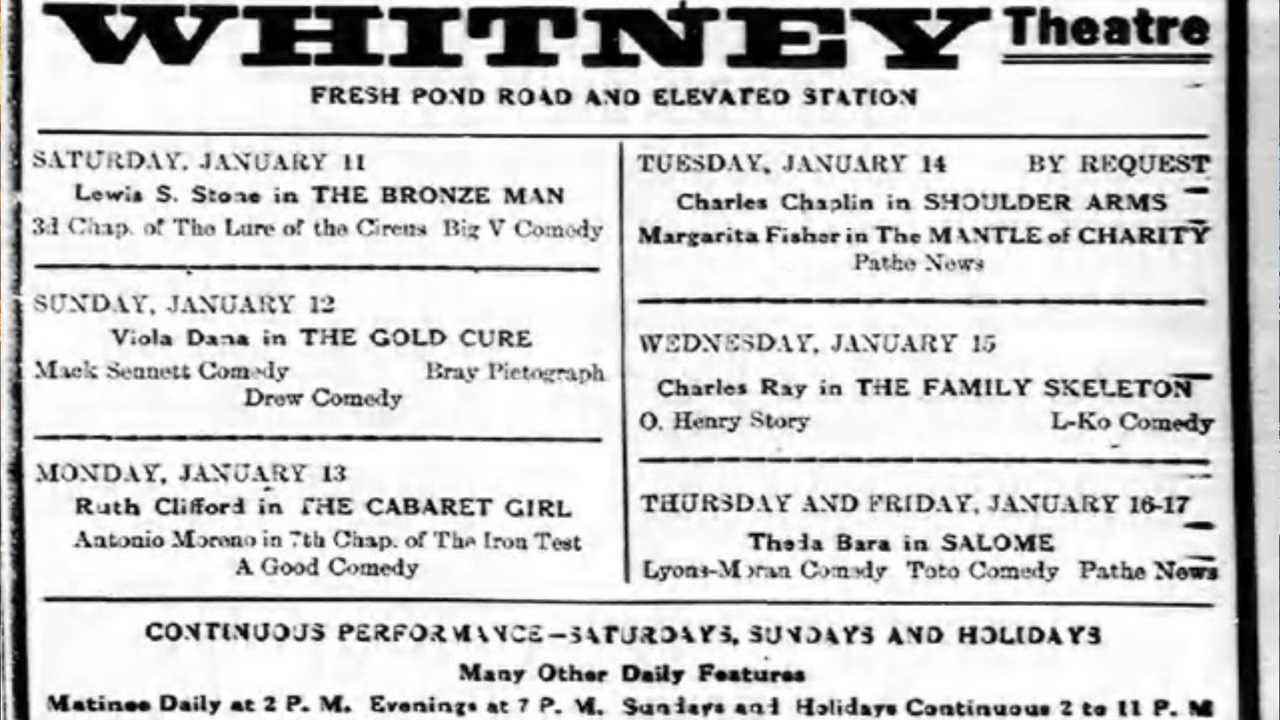 WHITNEY Theatre
FRESH POND ROAD AND ELEVATED STATION
SATURDAY, JANUARY 11
Lewis S. Stone in THE BRONZE MAN
3d Chap. of The Lure of the Circus Big V Comedy
SUNDAY, JANUARY 12
Viola Dana in THE GOLD CURE
Mack Sennett Comedy Bray Pictograph
Drew Comedy
MONDAY, JANUARY 13
Ruth Clifford in THE CABARET GIRL
Antonio Moreno in 7th Chap. of The Iron Test
A Good Comedy
TUESDAY, JANUARY 14 BY REQUEST
Charles Chaplin in SHOULDER ARMS
Margarita Fisher in The MANTLE of CHARITY
Pathe News
WEDNESDAY, JANUARY 15
Charles Ray in THE FAMILY SKELETON
O. Henry Story L-Ko Comedy
THURSDAY AND FRIDAY, JANUARY 16-17
Theda Bara in SALOME
Lyons-Moran Comedy Toto Comedy Pathe News
CONTINUOUS PERFORMANCE—SATURDAYS, SUNDAYS AND HOLIDAYS
Many Other Daily Features
Matinee Daily at 2 P. M. Evenings at 7 P. M. Sundays and Holidays Continuous 2 to 11 P. M